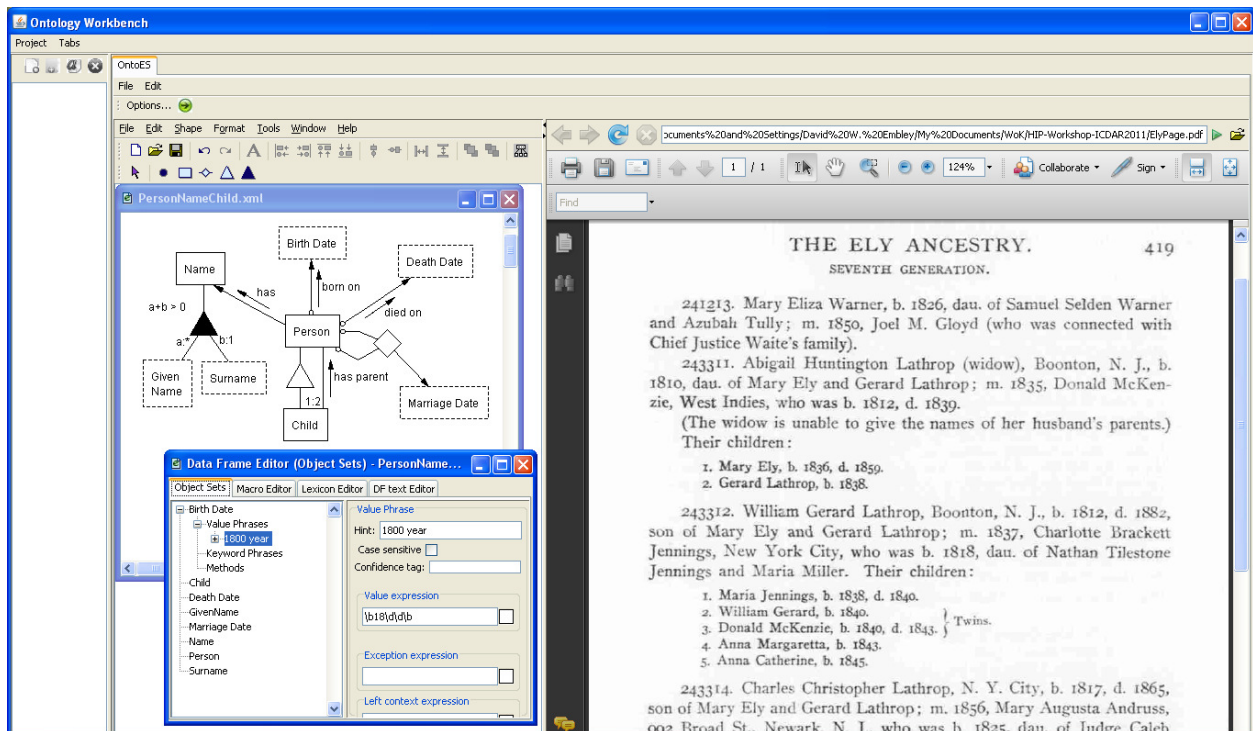 Ontology Workbench
Project Tabs
OntoES
File Edit
Options...
File Edit Shape Format Tools Window Help
PersonNameChild.xml
Name
Birth Date
Death Date
has
born on
died on
a+b > 0
Person
a:*
b:1
Given
Name
Surname
has parent
Marriage Date
1:2
Child
Data Frame Editor (Object Sets) - PersonName...
Object Sets Macro Editor Lexicon Editor DF text Editor
Birth Date
Value Phrases
1800 year
Keyword Phrases
Methods
Child
Death Date
GivenName
Marriage Date
Name
Person
Surname
Value Phrase
Hint: 1800 year
Case sensitive
Confidence tag:
Value expression
\b18\d\d\b
Exception expression
Left context expression
ocuments%20and%20Settings/David%20W.%20Embley/My%20Documents/WoK/HIP-Workshop-ICDAR2011/ElyPage.pdf
1 / 1 124% Collaborate Sign
Find
THE ELY ANCESTRY. 419
SEVENTH GENERATION.
241213. Mary Eliza Warner, b. 1826, dau. of Samuel Selden Warner
and Azubah Tully; m. 1850, Joel M. Gloyd (who was connected with
Chief Justice Waite's family).
243311. Abigail Huntington Lathrop (widow), Boonton, N. J., b.
1810, dau. of Mary Ely and Gerard Lathrop; m. 1835, Donald McKen-
zie, West Indies, who was b. 1812, d. 1839.
(The widow is unable to give the names of her husband's parents.)
Their children:
1. Mary Ely, b. 1836, d. 1859.
2. Gerard Lathrop, b. 1838.
243312. William Gerard Lathrop, Boonton, N. J., b. 1812, d. 1882,
son of Mary Ely and Gerard Lathrop; m. 1837, Charlotte Brackett
Jennings, New York City, who was b. 1818, dau. of Nathan Tilestone
Jennings and Maria Miller. Their children:
1. Maria Jennings, b. 1838, d. 1840.
2. William Gerard, b. 1840.
3. Donald McKenzie, b. 1840, d. 1843. } Twins.
4. Anna Margaretta, b. 1843.
5. Anna Catherine, b. 1845.
243314. Charles Christopher Lathrop, N. Y. City, b. 1817, d. 1865,
son of Mary Ely and Gerard Lathrop; m. 1856, Mary Augusta Andruss,
992 Broad St., Newark, N. J., who was b. 1825, dau. of Judge Caleb